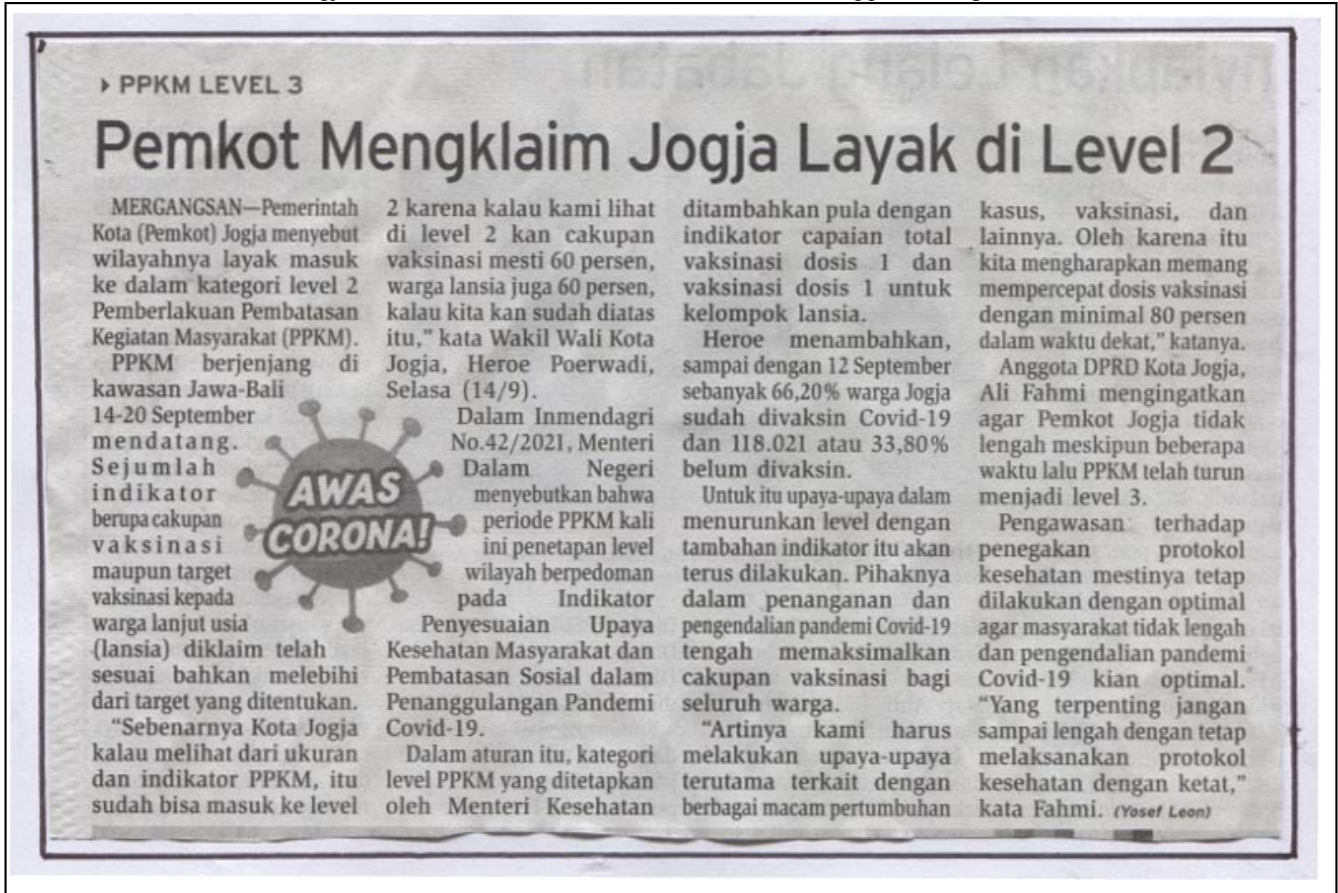 PPKM LEVEL 3
Pemkot Mengklaim Jogja Layak di Level 2
MERGANGSAN—Pemerintah
Kota (Pemkot) Jogja menyebut
wilayahnya layak masuk
ke dalam kategori level 2
Pemberlakuan Pembatasan
Kegiatan Masyarakat (PPKM).
PPKM berjenjang di
kawasan Jawa-Bali
14-20 September
mendatang.
Sejumlah
indikator
berupa cakupan
vaksinasi
maupun target
vaksinasi kepada
warga lanjut usia
(lansia) diklaim telah
sesuai bahkan melebihi
dari target yang ditentukan.
"Sebenarnya Kota Jogja
kalau melihat dari ukuran
dan indikator PPKM, itu
sudah bisa masuk ke level
AWAS
CORONA!
2 karena kalau kami lihat
di level 2 kan cakupan
vaksinasi mesti 60 persen,
warga lansia juga 60 persen,
kalau kita kan sudah diatas
itu," kata Wakil Wali Kota
Jogja, Heroe Poerwadi,
Selasa (14/9).
Dalam Inmendagri
No.42/2021, Menteri
Dalam Negeri
menyebutkan bahwa
periode PPKM kali
ini penetapan level
wilayah berpedoman
pada Indikator
Penyesuaian Upaya
Kesehatan Masyarakat dan
Pembatasan Sosial dalam
Penanggulangan Pandemi
Covid-19.
Dalam aturan itu, kategori
level PPKM yang ditetapkan
oleh Menteri Kesehatan
ditambahkan pula dengan
indikator capaian total
vaksinasi dosis 1 dan
vaksinasi dosis 1 untuk
kelompok lansia.
Heroe menambahkan,
sampai dengan 12 September
sebanyak 66,20% warga Jogja
sudah divaksin Covid-19
dan 118.021 atau 33,80%
belum divaksin.
Untuk itu upaya-upaya dalam
menurunkan level dengan
tambahan indikator itu akan
terus dilakukan. Pihaknya
dalam penanganan dan
pengendalian pandemi Covid-19
tengah memaksimalkan
cakupan vaksinasi bagi
seluruh warga.
"Artinya kami harus
melakukan upaya-upaya
terutama terkait dengan
berbagai macam pertumbuhan
kasus, vaksinasi, dan
lainnya. Oleh karena itu
kita mengharapkan memang
mempercepat dosis vaksinasi
dengan minimal 80 persen
dalam waktu dekat," katanya.
Anggota DPRD Kota Jogja,
Ali Fahmi mengingatkan
agar Pemkot Jogja tidak
lengah meskipun beberapa
waktu lalu PPKM telah turun
menjadi level 3.
Pengawasan terhadap
penegakan protokol
kesehatan mestinya tetap
dilakukan dengan optimal
agar masyarakat tidak lengah
dan pengendalian pandemi
Covid-19 kian optimal.
"Yang terpenting jangan
sampai lengah dengan tetap
melaksanakan protokol
kesehatan dengan ketat,"
kata Fahmi. (Yosef Leon)